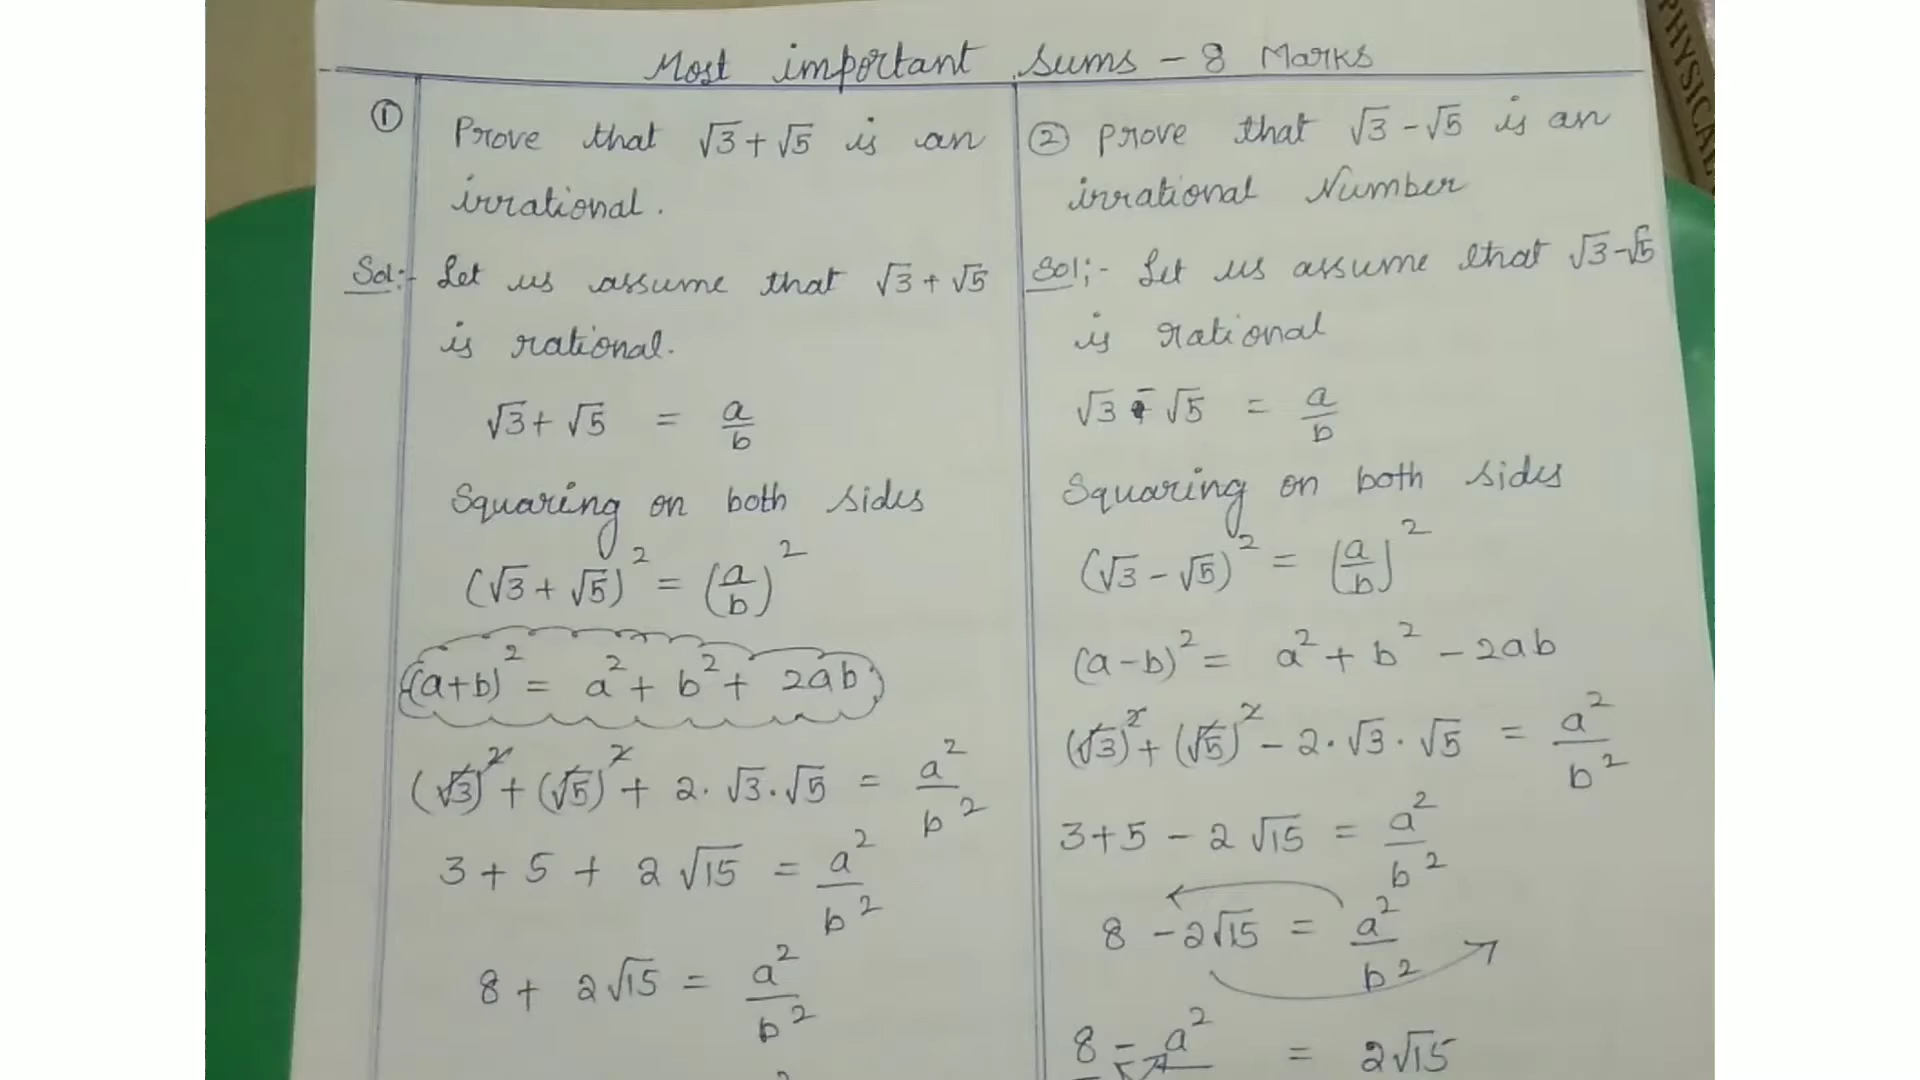 Most important sums - 8 Marks
① Prove that √3 + √5 is an
irrational.
Sol:- Let us assume that √3 + √5
is rational.
√3 + √5 = a/b
Squaring on both sides
(√3 + √5)² = (a/b)²
(a+b)² = a² + b² + 2ab
(√3)² + (√5)² + 2·√3·√5 = a²/b²
3 + 5 + 2√15 = a²/b²
8 + 2√15 = a²/b²
② Prove that √3 - √5 is an
irrational Number
Sol:- Let us assume that √3-√5
is rational
√3 - √5 = a/b
Squaring on both sides
(√3 - √5)² = (a/b)²
(a-b)² = a² + b² - 2ab
(√3)² + (√5)² - 2·√3·√5 = a²/b²
3+5 - 2√15 = a²/b²
8 - 2√15 = a²/b²
8 - a² = 2√15
PHYSICAL